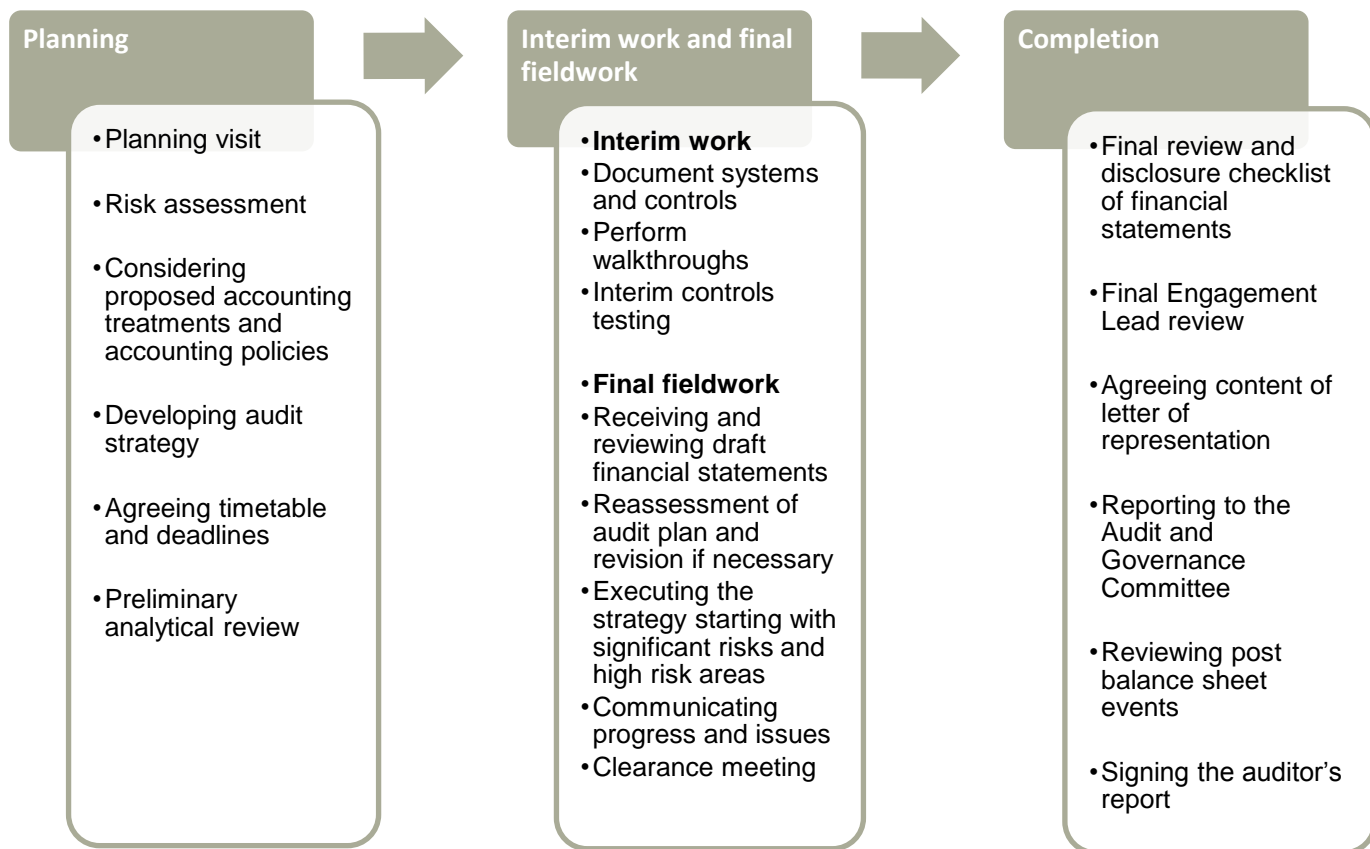 Planning
•Planning visit
•Risk assessment
•Considering
proposed accounting
treatments and
accounting policies
•Developing audit
strategy
•Agreeing timetable
and deadlines
•Preliminary
analytical review
Interim work and final
fieldwork
•Interim work
•Document systems
and controls
•Perform
walkthroughs
•Interim controls
testing
•Final fieldwork
•Receiving and
reviewing draft
financial statements
•Reassessment of
audit plan and
revision if necessary
•Executing the
strategy starting with
significant risks and
high risk areas
•Communicating
progress and issues
•Clearance meeting
Completion
•Final review and
disclosure checklist
of financial
statements
•Final Engagement
Lead review
•Agreeing content of
letter of
representation
•Reporting to the
Audit and
Governance
Committee
•Reviewing post
balance sheet
events
•Signing the auditor’s
report